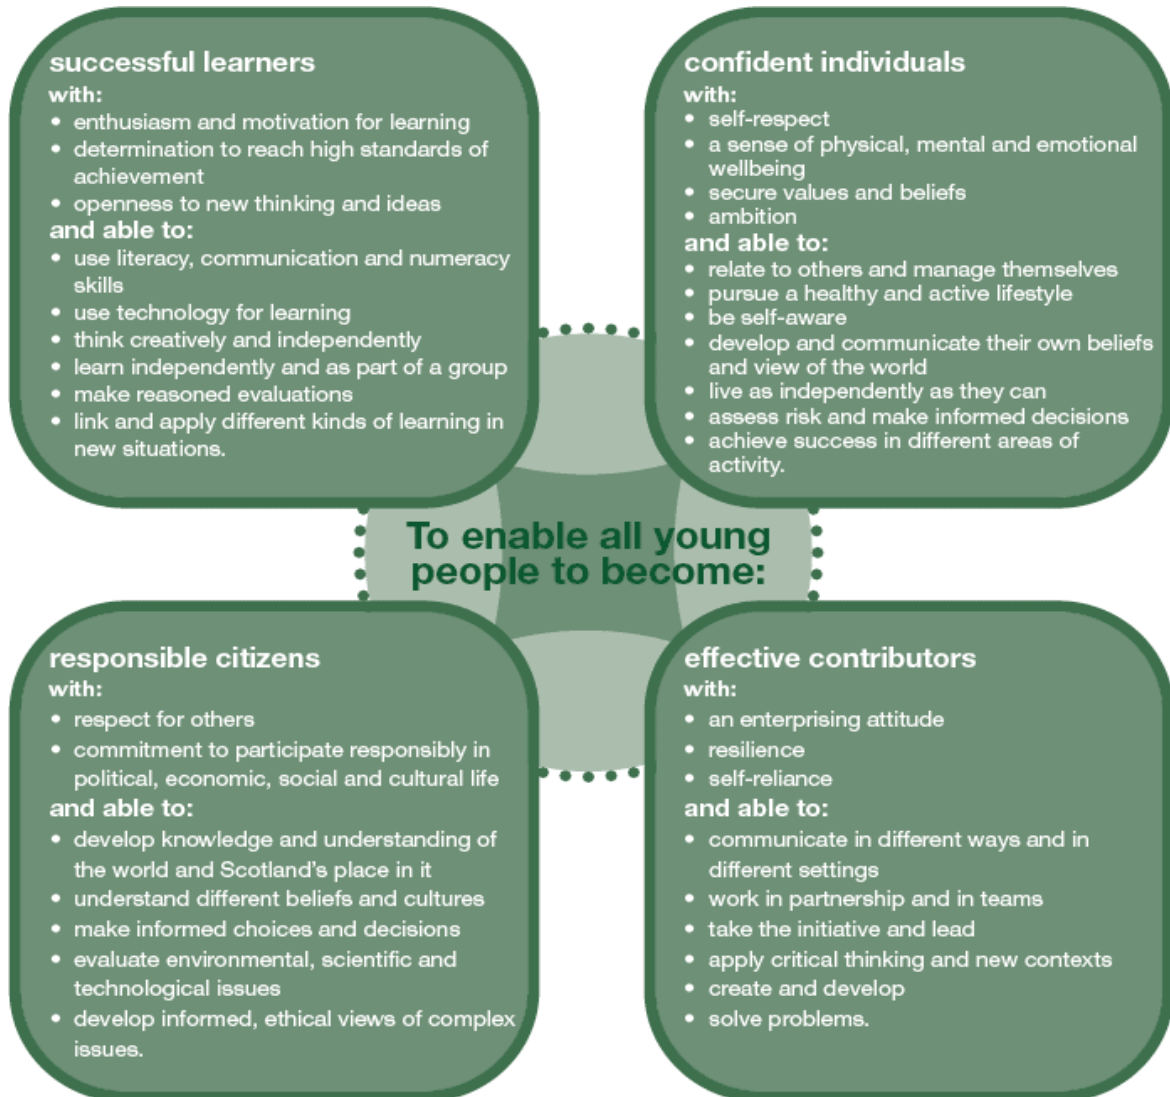 successful learners
with:
• enthusiasm and motivation for learning
• determination to reach high standards of
achievement
• openness to new thinking and ideas
and able to:
• use literacy, communication and numeracy
skills
• use technology for learning
• think creatively and independently
• learn independently and as part of a group
• make reasoned evaluations
• link and apply different kinds of learning in
new situations.
confident individuals
with:
• self-respect
• a sense of physical, mental and emotional
wellbeing
• secure values and beliefs
• ambition
and able to:
• relate to others and manage themselves
• pursue a healthy and active lifestyle
• be self-aware
• develop and communicate their own beliefs
and view of the world
• live as independently as they can
• assess risk and make informed decisions
• achieve success in different areas of
activity.
To enable all young
people to become:
responsible citizens
with:
• respect for others
• commitment to participate responsibly in
political, economic, social and cultural life
and able to:
• develop knowledge and understanding of
the world and Scotland's place in it
• understand different beliefs and cultures
• make informed choices and decisions
• evaluate environmental, scientific and
technological issues
• develop informed, ethical views of complex
issues.
effective contributors
with:
• an enterprising attitude
• resilience
• self-reliance
and able to:
• communicate in different ways and in
different settings
• work in partnership and in teams
• take the initiative and lead
• apply critical thinking and new contexts
• create and develop
• solve problems.